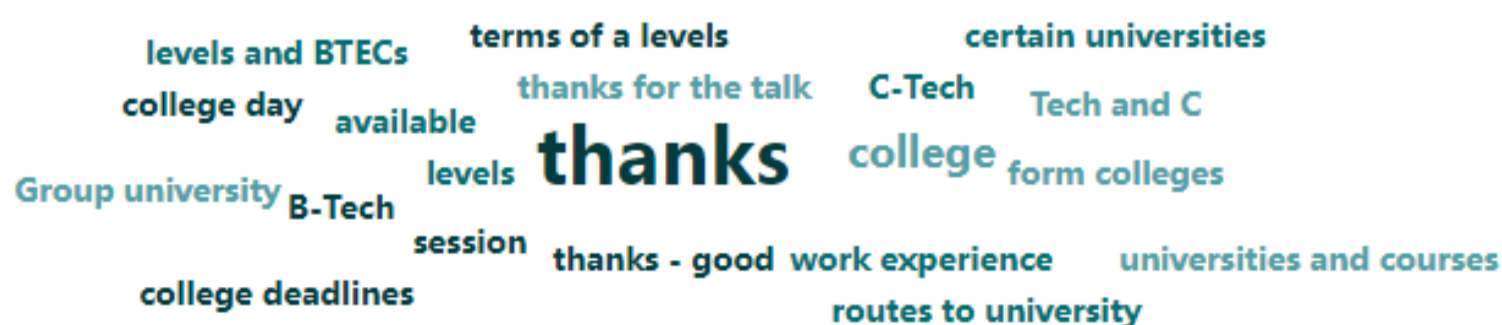 terms of a levels
certain universities
levels and BTECs
thanks for the talk
C-Tech
college day
Tech and C
available
thanks
college
levels
form colleges
Group university
B-Tech
session
thanks - good
work experience
universities and courses
college deadlines
routes to university